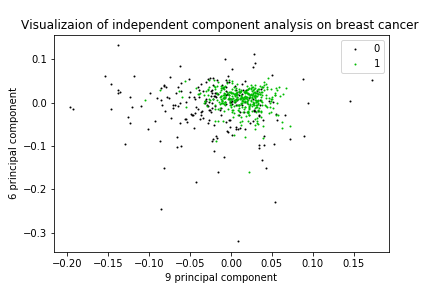 Visualizaion of independent component analysis on breast cancer
0
1
0.1
0.0
−0.1
−0.2
−0.3
6 principal component
−0.20 −0.15 −0.10 −0.05 0.00 0.05 0.10 0.15
9 principal component